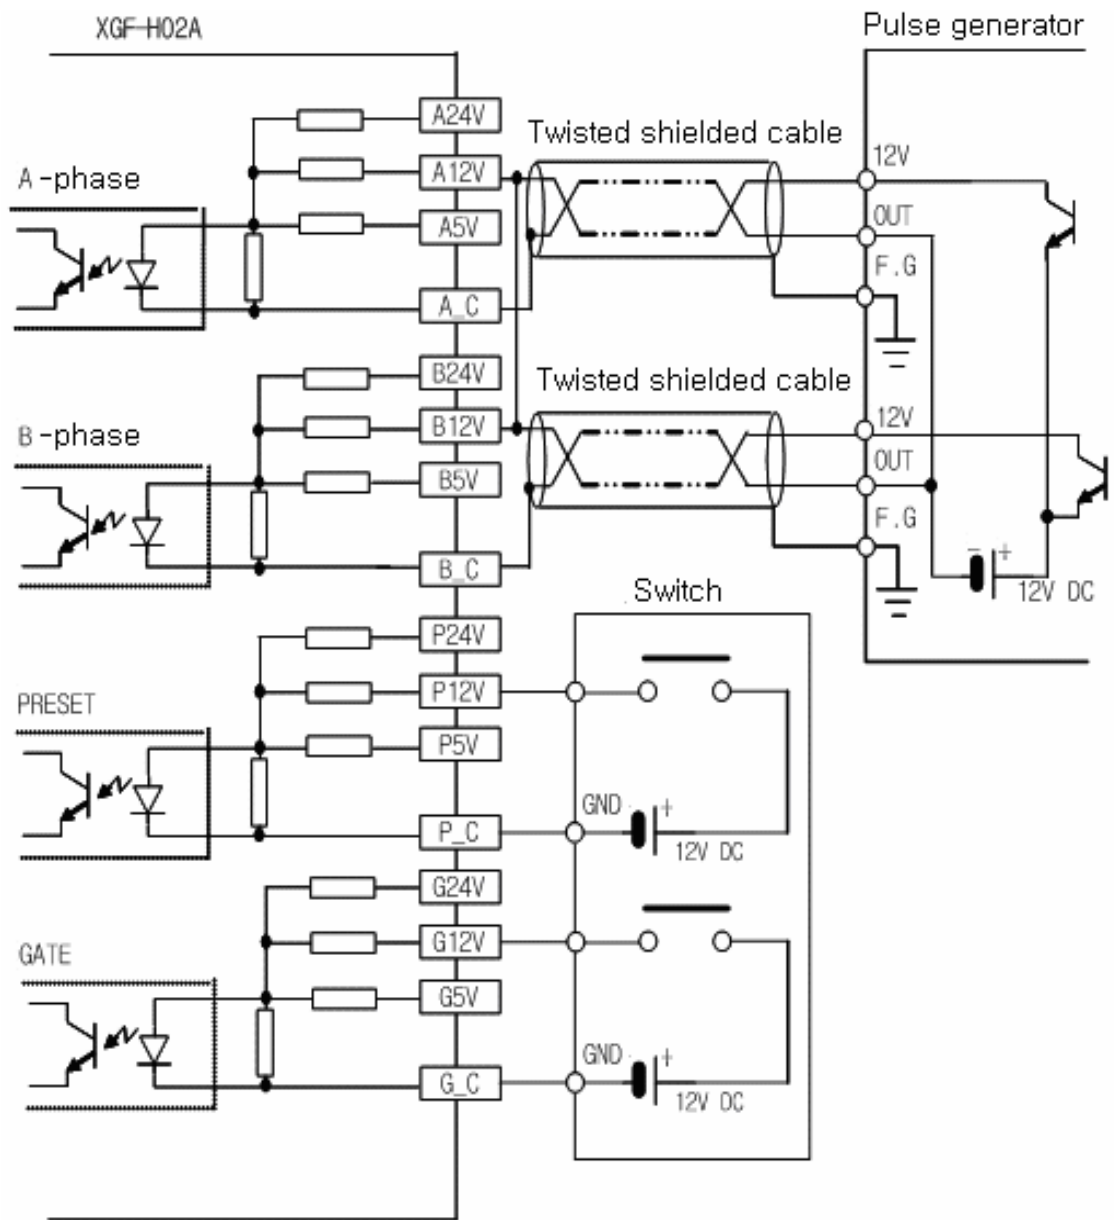 XGF-H02A
Pulse generator
A24V
Twisted shielded cable
A-phase
A12V
12V
A5V
OUT
F.G
A_C
B24V
Twisted shielded cable
B-phase
B12V
12V
B5V
OUT
F.G
B_C
- +
12V DC
Switch
P24V
PRESET
P12V
P5V
GND
+
P_C
12V DC
G24V
GATE
G12V
G5V
GND
+
G_C
12V DC